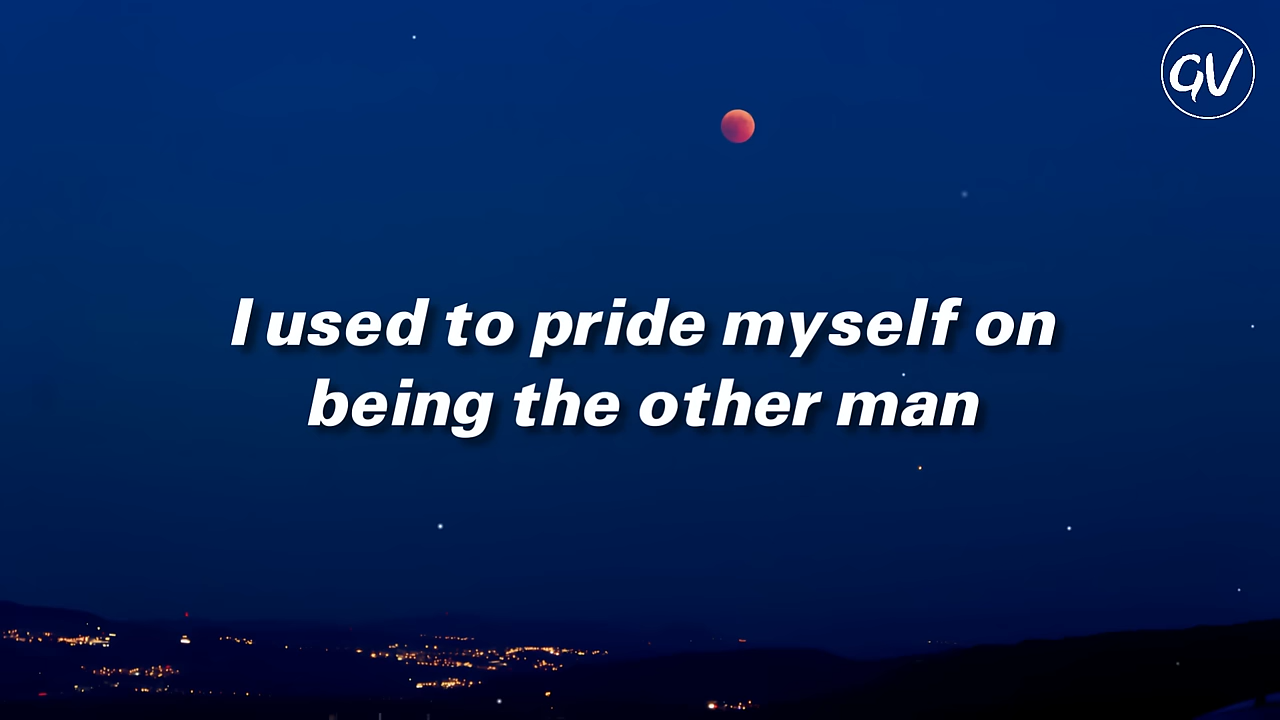 GV
I used to pride myself on
being the other man